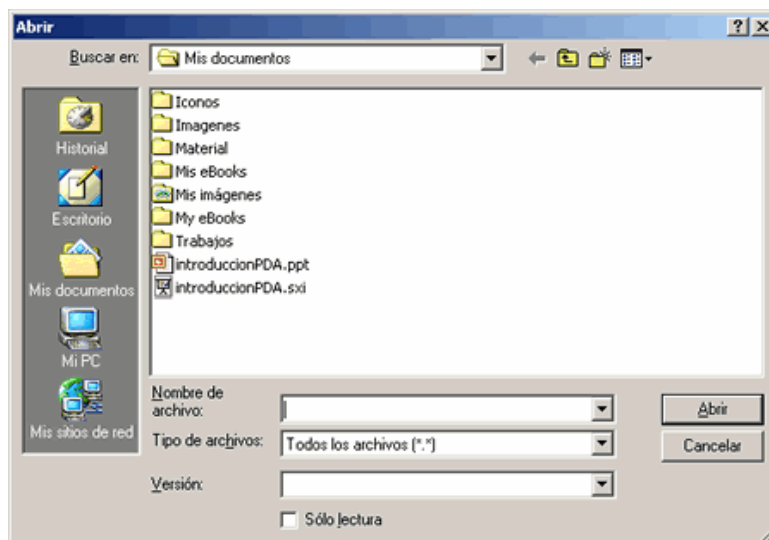 Abrir
Buscar en: Mis documentos
Historial
Escritorio
Mis documentos
Mi PC
Mis sitios de red
Iconos
Imagenes
Material
Mis eBooks
Mis imágenes
My eBooks
Trabajos
introduccionPDA.ppt
introduccionPDA.sxi
Nombre de
archivo:
Abrir
Tipo de archivos: Todos los archivos (*.*)
Cancelar
Versión:
Sólo lectura